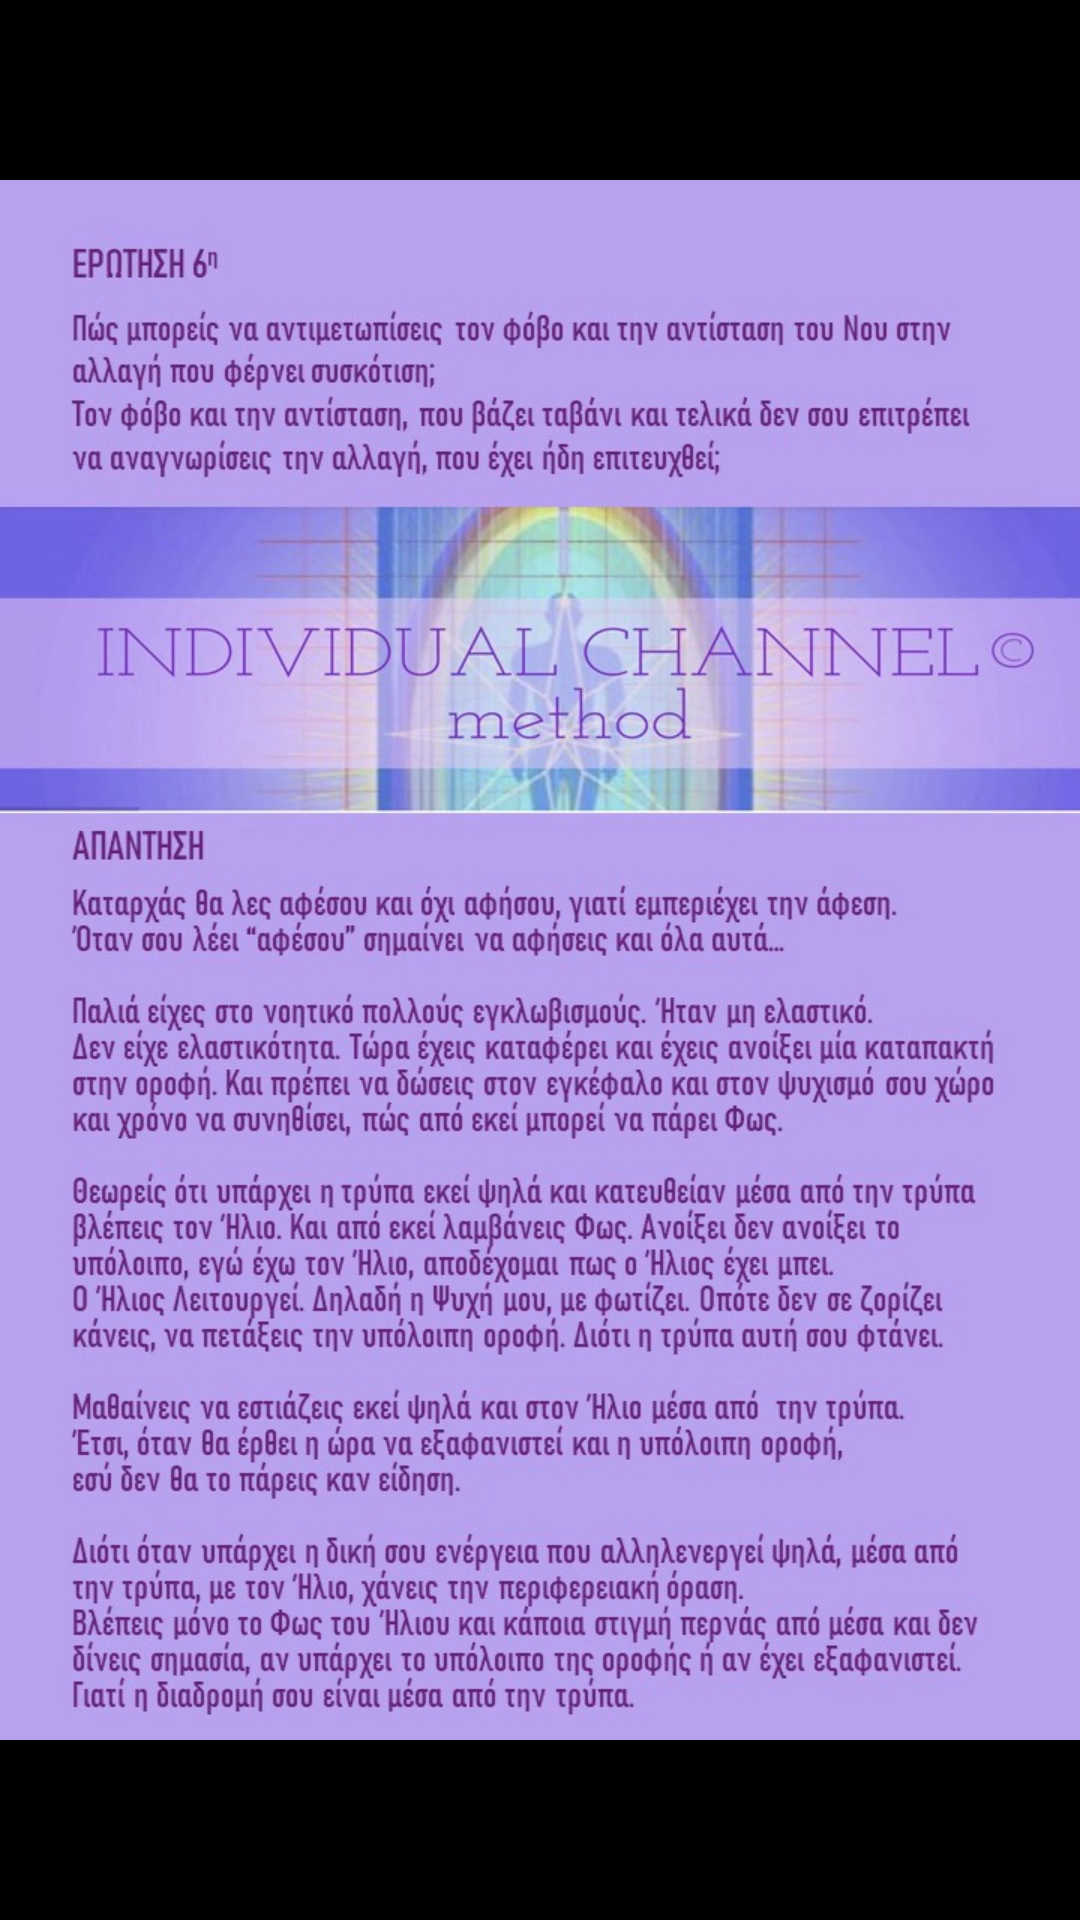 ΕΡΩΤΗΣΗ 6η
Πώς μπορείς να αντιμετωπίσεις τον φόβο και την αντίσταση του Νου στην
αλλαγή που φέρνει συσκότιση;
Τον φόβο και την αντίσταση, που βάζει ταβάνι και τελικά δεν σου επιτρέπει
να αναγνωρίσεις την αλλαγή, που έχει ήδη επιτευχθεί;
INDIVIDUAL CHANNEL ©
method
ΑΠΑΝΤΗΣΗ
Καταρχάς θα λες αφέσου και όχι αφήσου, γιατί εμπεριέχει την άφεση.
Όταν σου λέει “αφέσου” σημαίνει να αφήσεις και όλα αυτά...
Παλιά είχες στο νοητικό πολλούς εγκλωβισμούς. Ήταν μη ελαστικό.
Δεν είχε ελαστικότητα. Τώρα έχεις καταφέρει και έχεις ανοίξει μία καταπακτή
στην οροφή. Και πρέπει να δώσεις στον εγκέφαλο και στον ψυχισμό σου χώρο
και χρόνο να συνηθίσει, πώς από εκεί μπορεί να πάρει Φως.
Θεωρείς ότι υπάρχει η τρύπα εκεί ψηλά και κατευθείαν μέσα από την τρύπα
βλέπεις τον Ήλιο. Και από εκεί λαμβάνεις Φως. Ανοίξει δεν ανοίξει το
υπόλοιπο, εγώ έχω τον Ήλιο, αποδέχομαι πως ο Ήλιος έχει μπει.
Ο Ήλιος Λειτουργεί. Δηλαδή η Ψυχή μου, με φωτίζει. Οπότε δεν σε ζορίζει
κάνεις, να πετάξεις την υπόλοιπη οροφή. Διότι η τρύπα αυτή σου φτάνει.
Μαθαίνεις να εστιάζεις εκεί ψηλά και στον Ήλιο μέσα από την τρύπα.
Έτσι, όταν θα έρθει η ώρα να εξαφανιστεί και η υπόλοιπη οροφή,
εσύ δεν θα το πάρεις καν είδηση.
Διότι όταν υπάρχει η δική σου ενέργεια που αλληλενεργεί ψηλά, μέσα από
την τρύπα, με τον Ήλιο, χάνεις την περιφερειακή όραση.
Βλέπεις μόνο το Φως του Ήλιου και κάποια στιγμή περνάς από μέσα και δεν
δίνεις σημασία, αν υπάρχει το υπόλοιπο της οροφής ή αν έχει εξαφανιστεί.
Γιατί η διαδρομή σου είναι μέσα από την τρύπα.